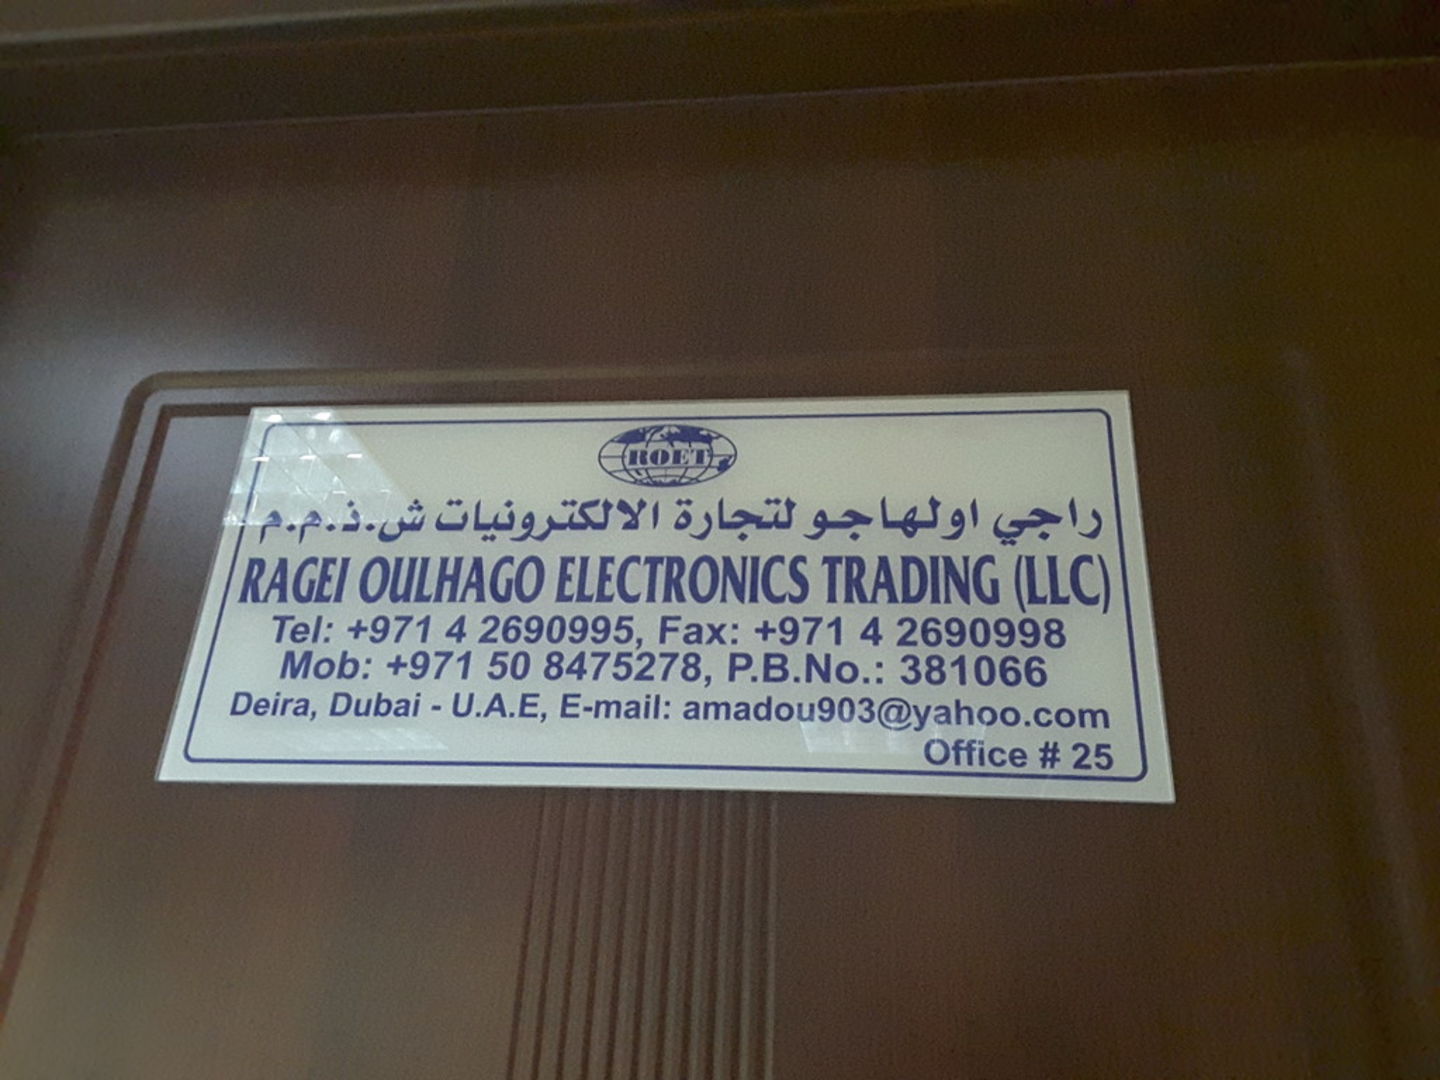 ROET
راجي اولهاجو لتجارة الالكترونيات ش.ذ.م.م
RAGEI OULHAGO ELECTRONICS TRADING (LLC)
Tel: +971 4 2690995, Fax: +971 4 2690998
Mob: +971 50 8475278, P.B.No.: 381066
Deira, Dubai - U.A.E, E-mail: amadou903@yahoo.com
Office # 25